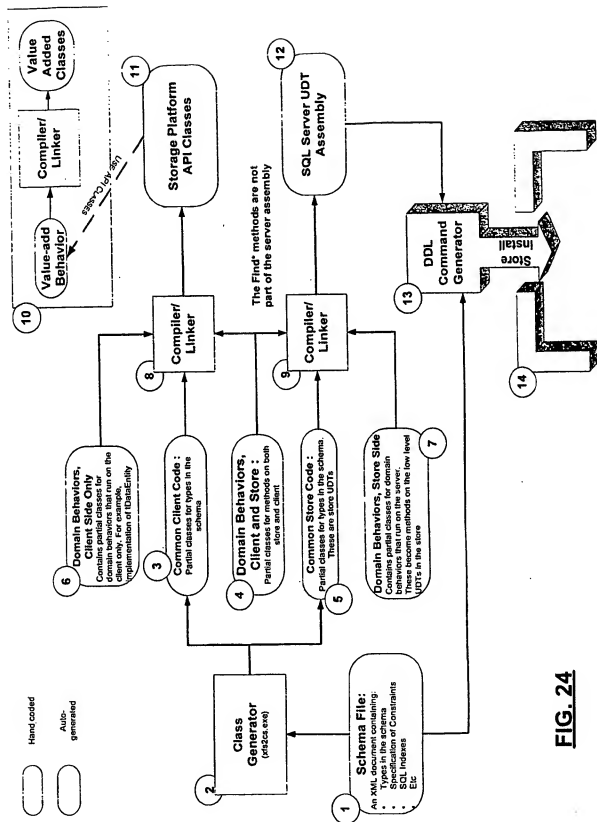 Hand coded
Auto-
generated
1
Schema File:
An XML document containing:
• Types in the schema
• Specification of Constraints
• SQL Indexes
• Etc
2
Class
Generator
(xfs2cs.exe)
6
Domain Behaviors,
Client Side Only
Contains partial classes for
domain behaviors that run on the
client only. For example,
implementation of IDataEntity
3
Common Client Code :
Partial classes for types in the
schema
4
Domain Behaviors,
Client and Store :
Partial classes for methods on both
store and client
5
Common Store Code :
Partial classes for types in the schema.
These are store UDTs
7
Domain Behaviors, Store Side
Contains partial classes for domain
behaviors that run on the server.
These become methods on the low level
UDTs in the store
8
Compiler/
Linker
9
Compiler/
Linker
The Find* methods are not
part of the server assembly
10
Value-add
Behavior
Compiler/
Linker
Value
Added
Classes
Use API Classes
11
Storage Platform
API Classes
12
SQL Server UDT
Assembly
13
DDL
Command
Generator
Store
Install
14
FIG. 24